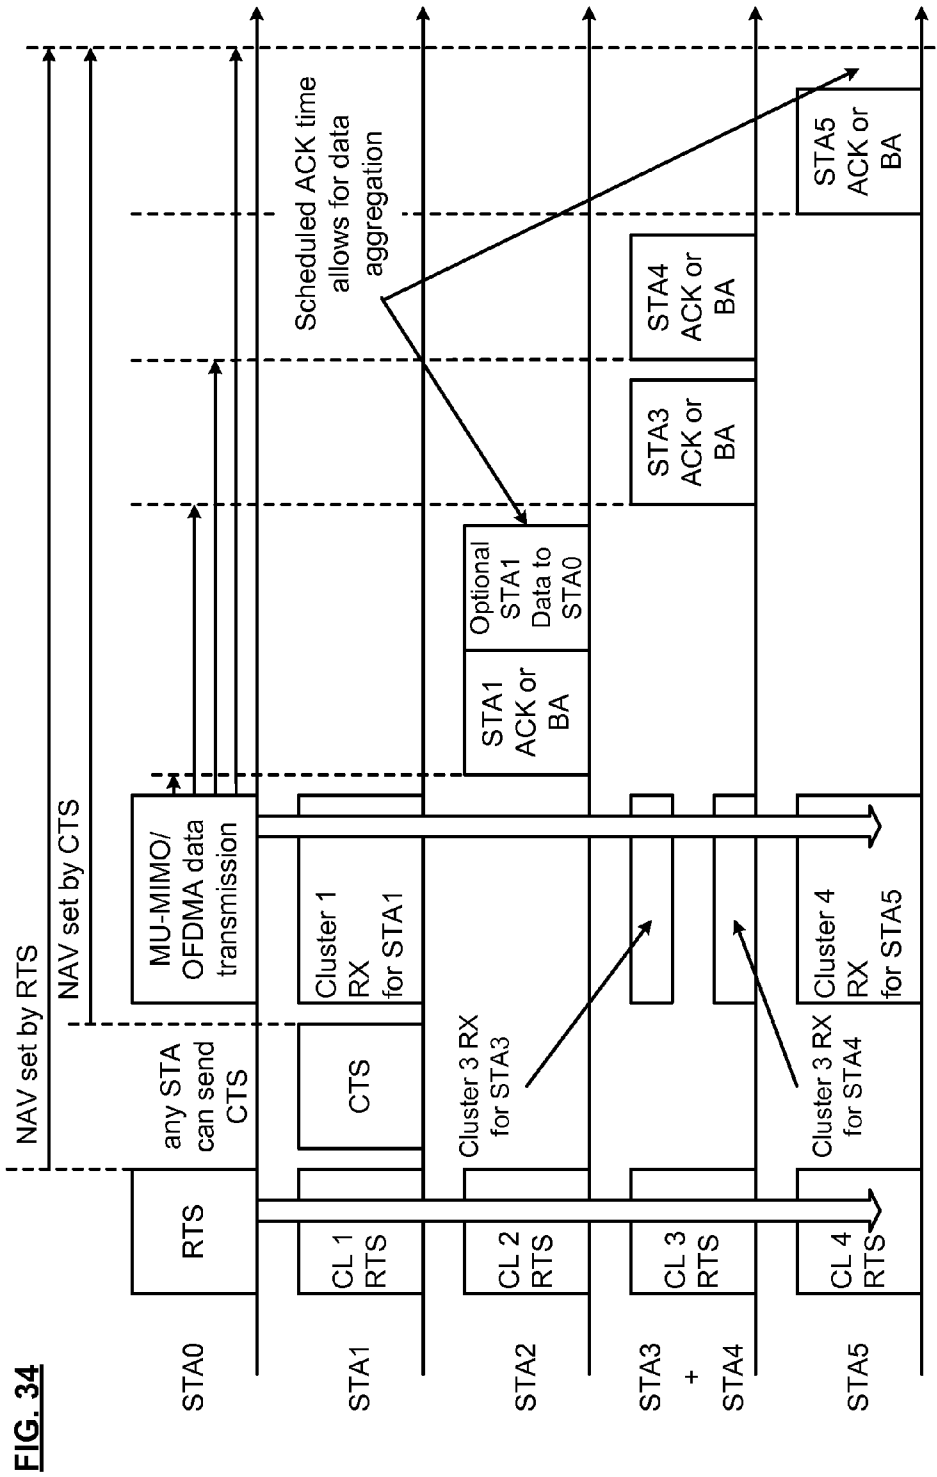 FIG. 34
NAV set by RTS
NAV set by CTS
STA0
RTS
any STA
can send
CTS
MU-MIMO/
OFDMA data
transmission
Scheduled ACK time
allows for data
aggregation
STA1
CL 1
RTS
CTS
Cluster 1
RX
for STA1
STA2
CL 2
RTS
Cluster 3 RX
for STA3
STA1
ACK or
BA
Optional
STA1
Data to
STA0
STA3
+
STA4
CL 3
RTS
STA3
ACK or
BA
STA4
ACK or
BA
STA5
CL 4
RTS
Cluster 3 RX
for STA4
Cluster 4
RX
for STA5
STA5
ACK or
BA